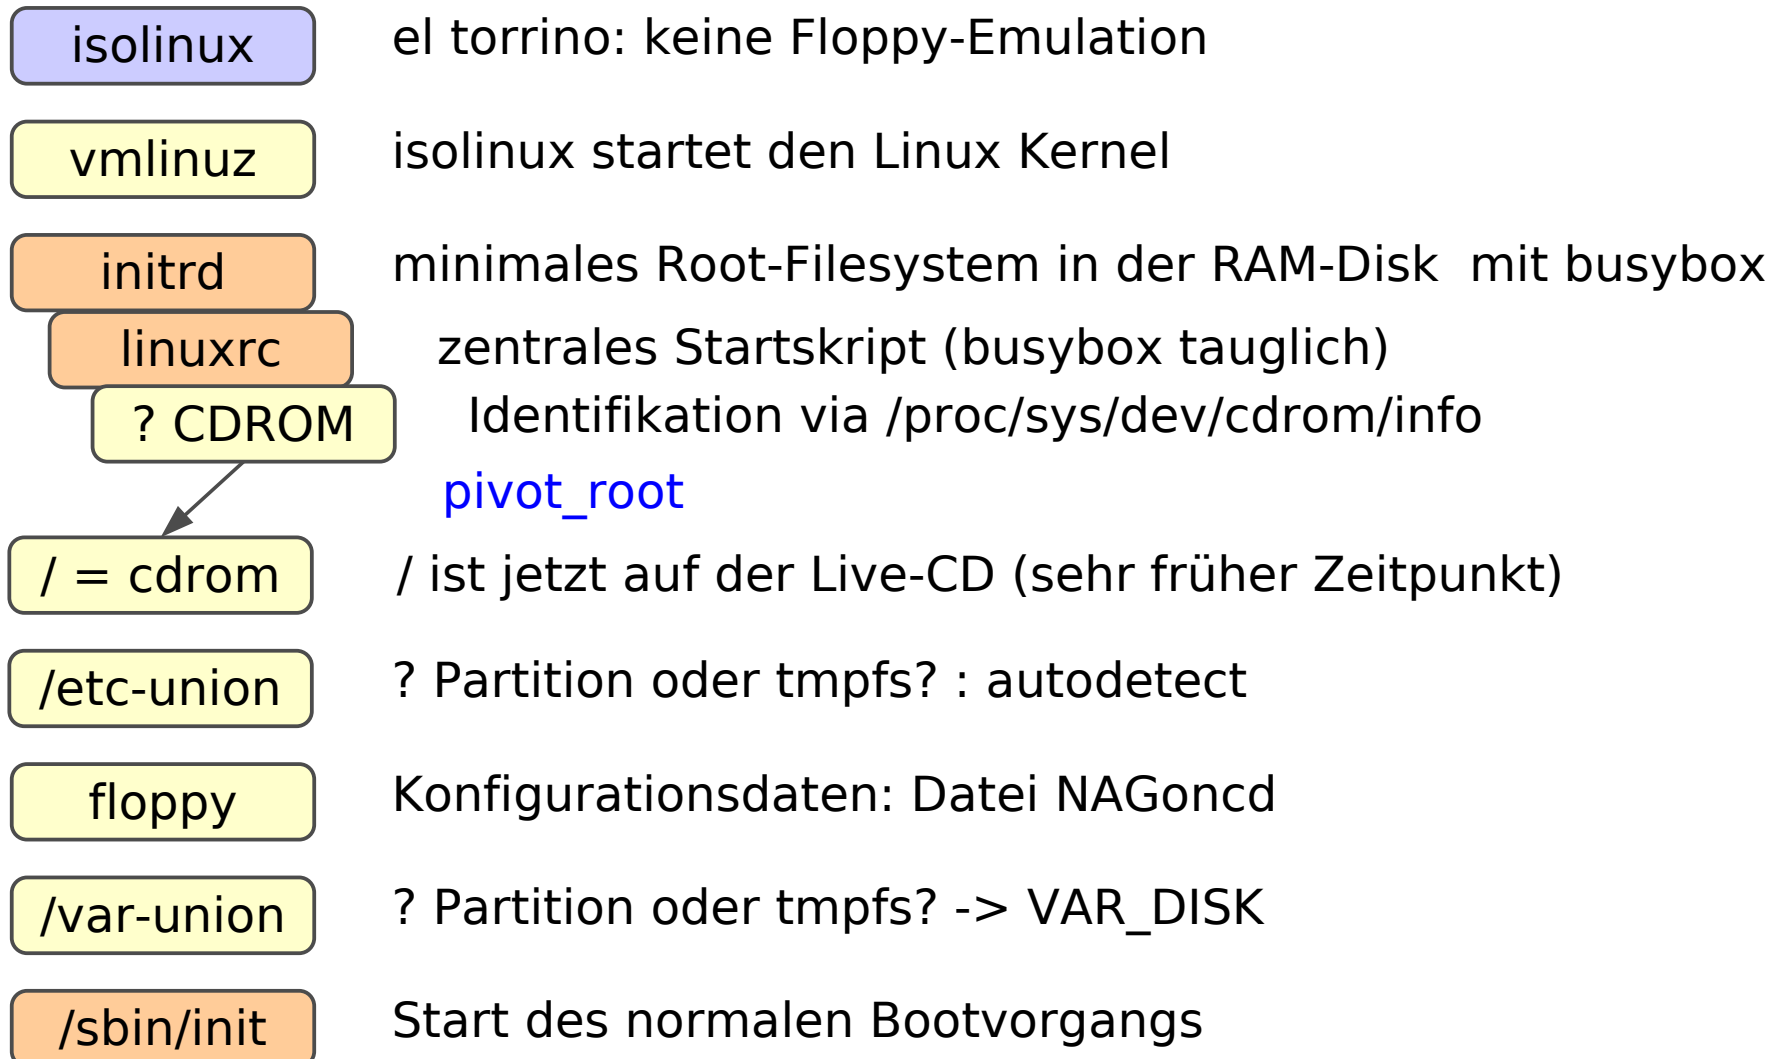 isolinux el torrino: keine Floppy-Emulation
vmlinuz isolinux startet den Linux Kernel
initrd minimales Root-Filesystem in der RAM-Disk  mit busybox
linuxrc zentrales Startskript (busybox tauglich)
? CDROM Identifikation via /proc/sys/dev/cdrom/info
pivot_root
/ = cdrom / ist jetzt auf der Live-CD (sehr früher Zeitpunkt)
/etc-union ? Partition oder tmpfs? : autodetect
floppy Konfigurationsdaten: Datei NAGoncd
/var-union ? Partition oder tmpfs? -> VAR_DISK
/sbin/init Start des normalen Bootvorgangs